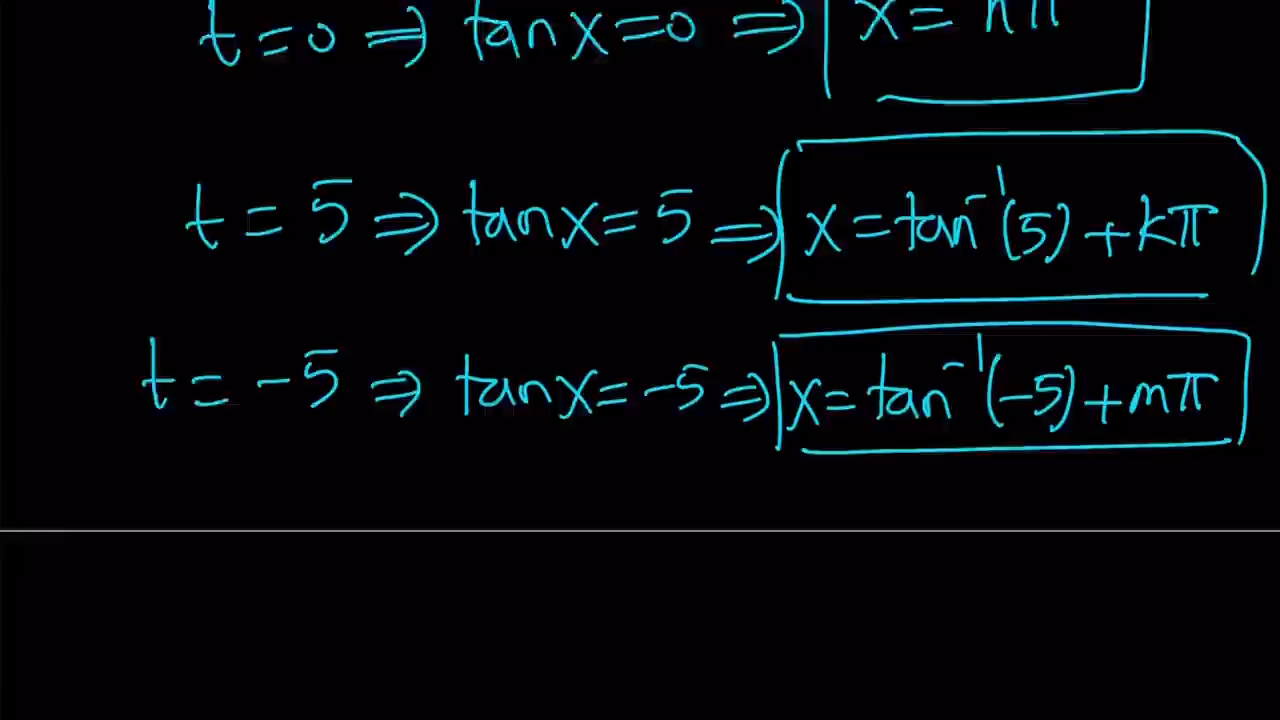 t = 0 ⇒ tan x = 0 ⇒ x = nπ
t = 5 ⇒ tan x = 5 ⇒ x = tan⁻¹(5) + kπ
t = -5 ⇒ tan x = -5 ⇒ x = tan⁻¹(-5) + mπ